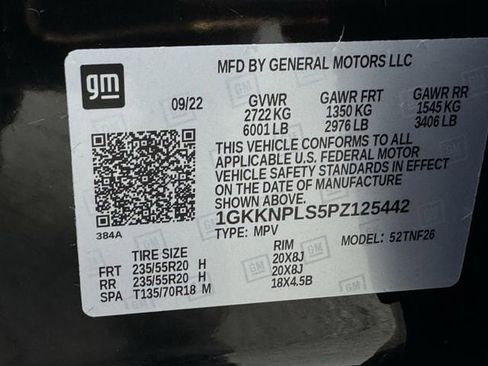 gm
MFD BY GENERAL MOTORS LLC
09/22 GVWR GAWR FRT GAWR RR
2722 KG 1350 KG 1545 KG
6001 LB 2976 LB 3406 LB
THIS VEHICLE CONFORMS TO ALL
APPLICABLE U.S. FEDERAL MOTOR
VEHICLE SAFETY STANDARDS IN EFFECT
ON THE DATE OF MANUFACTURE
SHOWN ABOVE.
1GKKNPLS5PZ125442
384A TYPE: MPV MODEL: 52TNF26
TIRE SIZE RIM
FRT 235/55R20 H 20X8J
RR 235/55R20 H 20X8J
SPA T135/70R18 M 18X4.5B